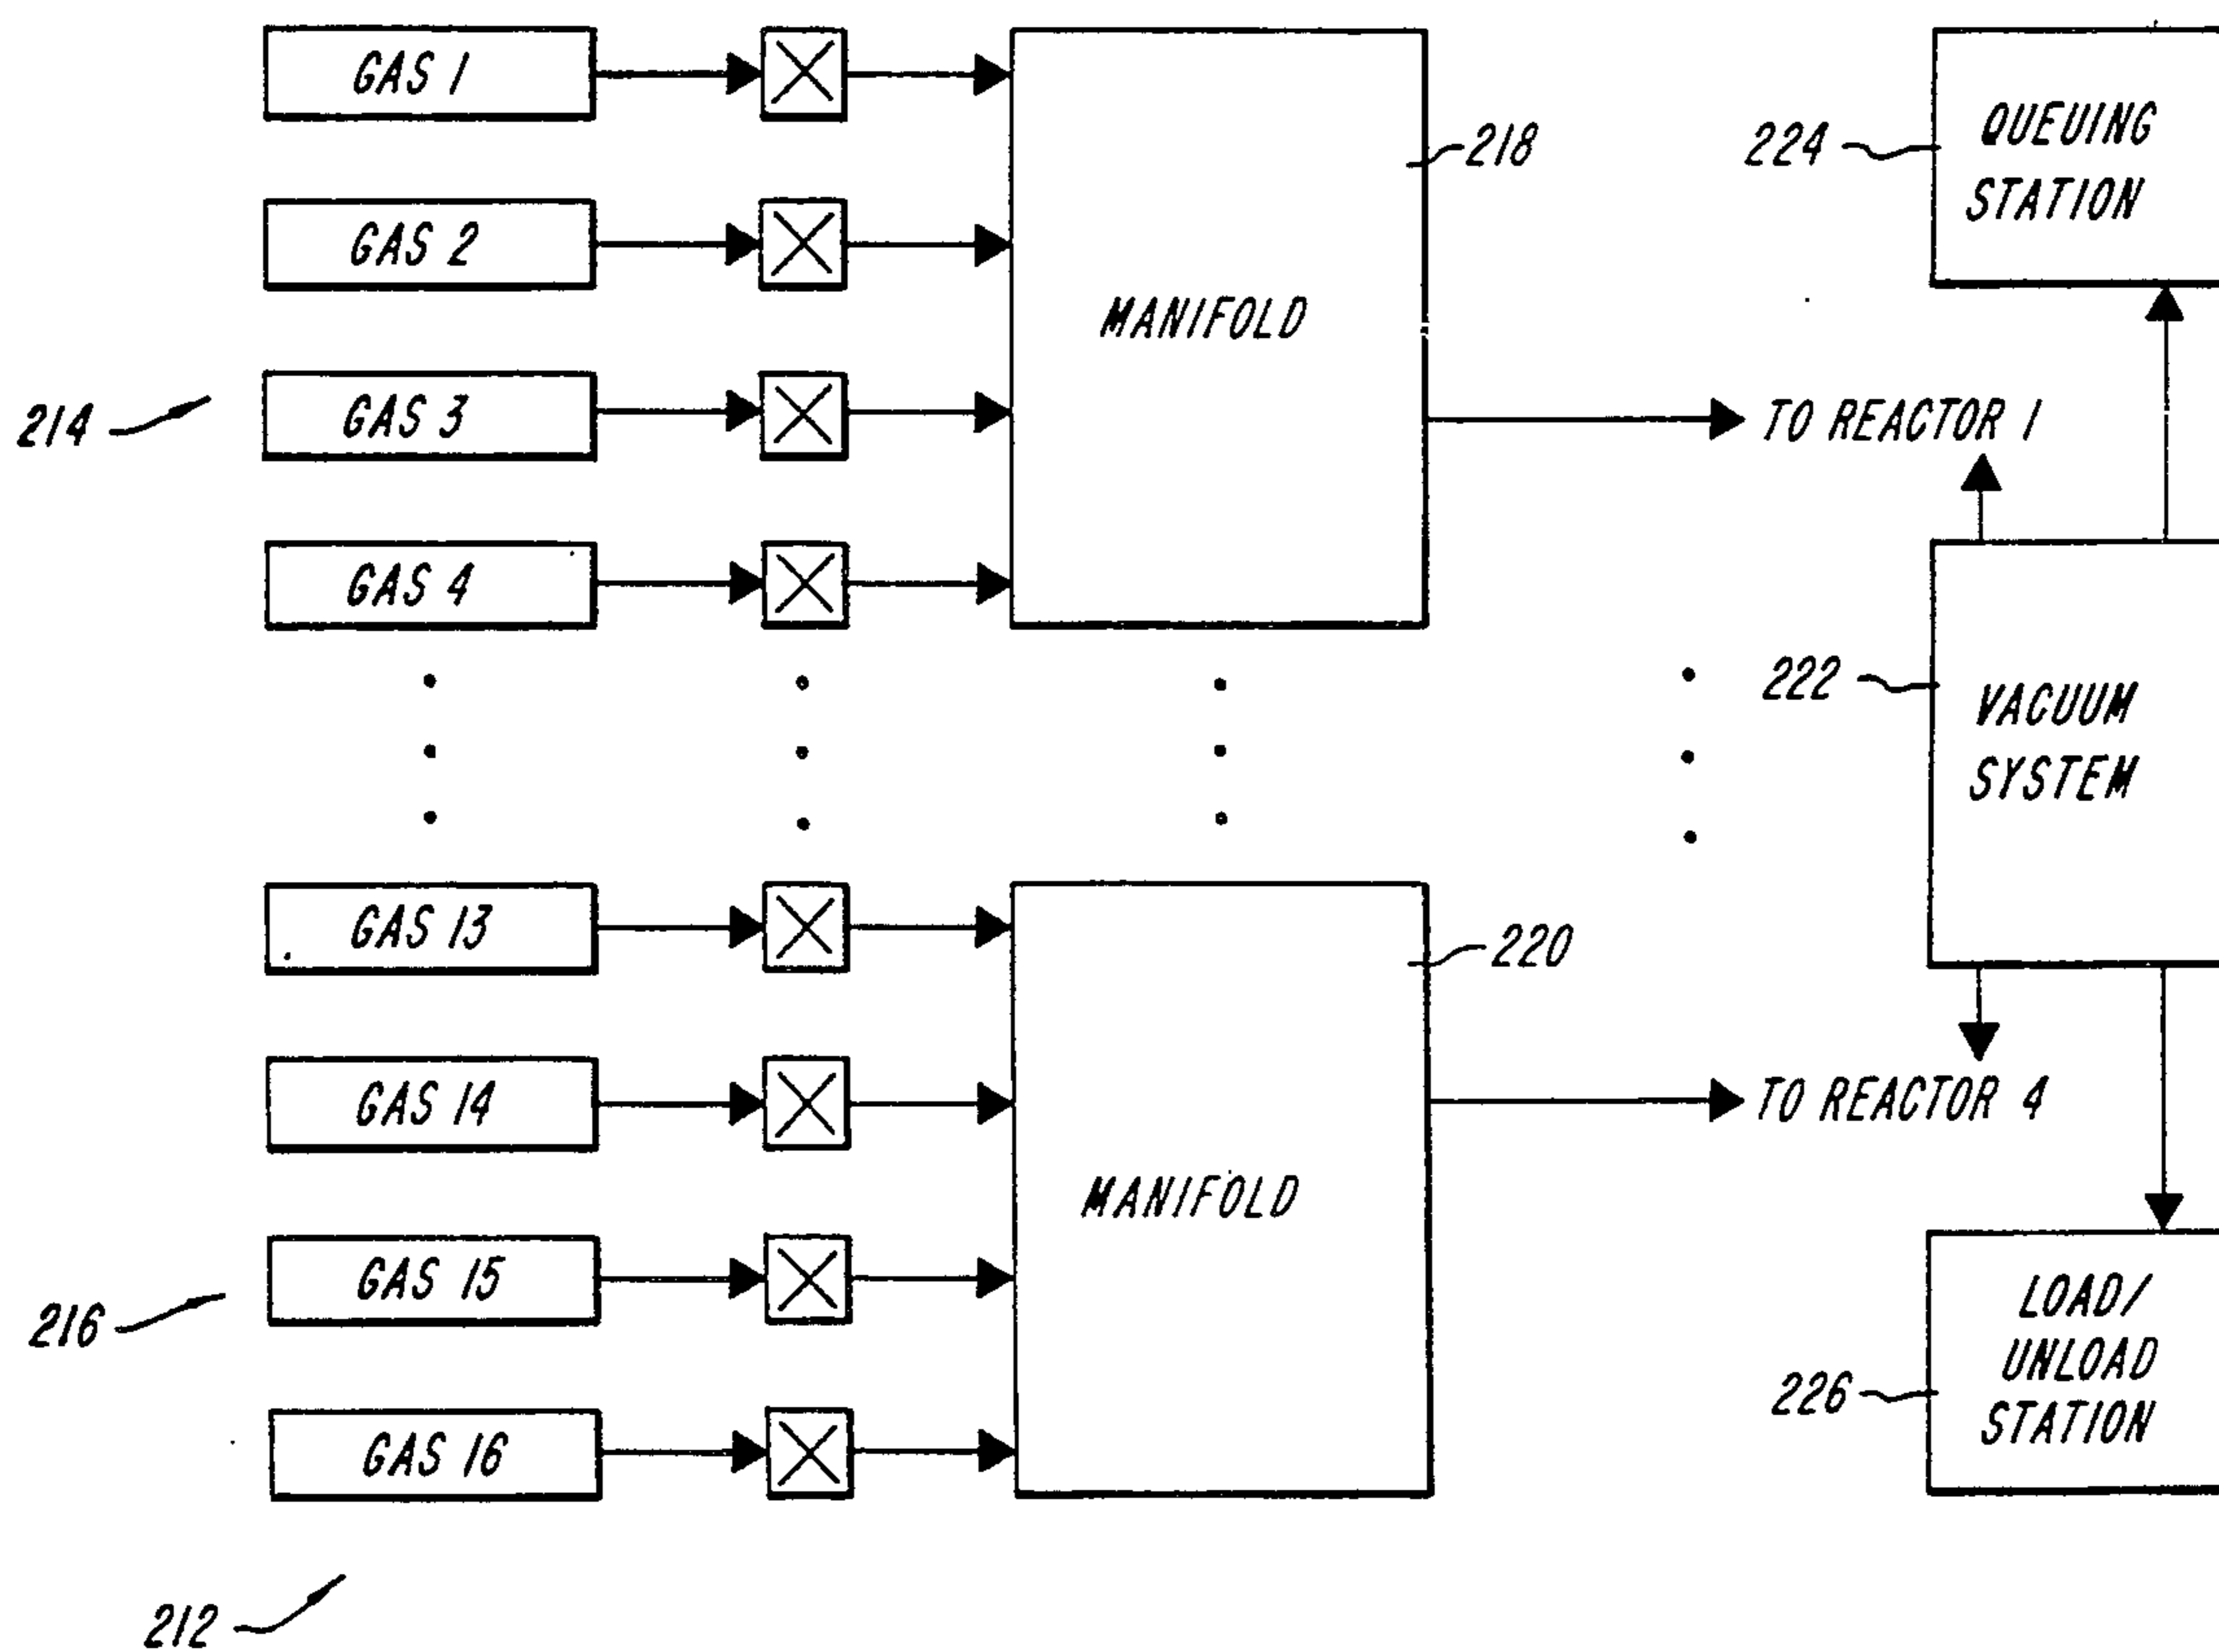 GAS 1
GAS 2
GAS 3
GAS 4
214
MANIFOLD
218
TO REACTOR 1
224
QUEUING
STATION
222
VACUUM
SYSTEM
GAS 13
GAS 14
GAS 15
GAS 16
216
212
MANIFOLD
220
TO REACTOR 4
226
LOAD/
UNLOAD
STATION